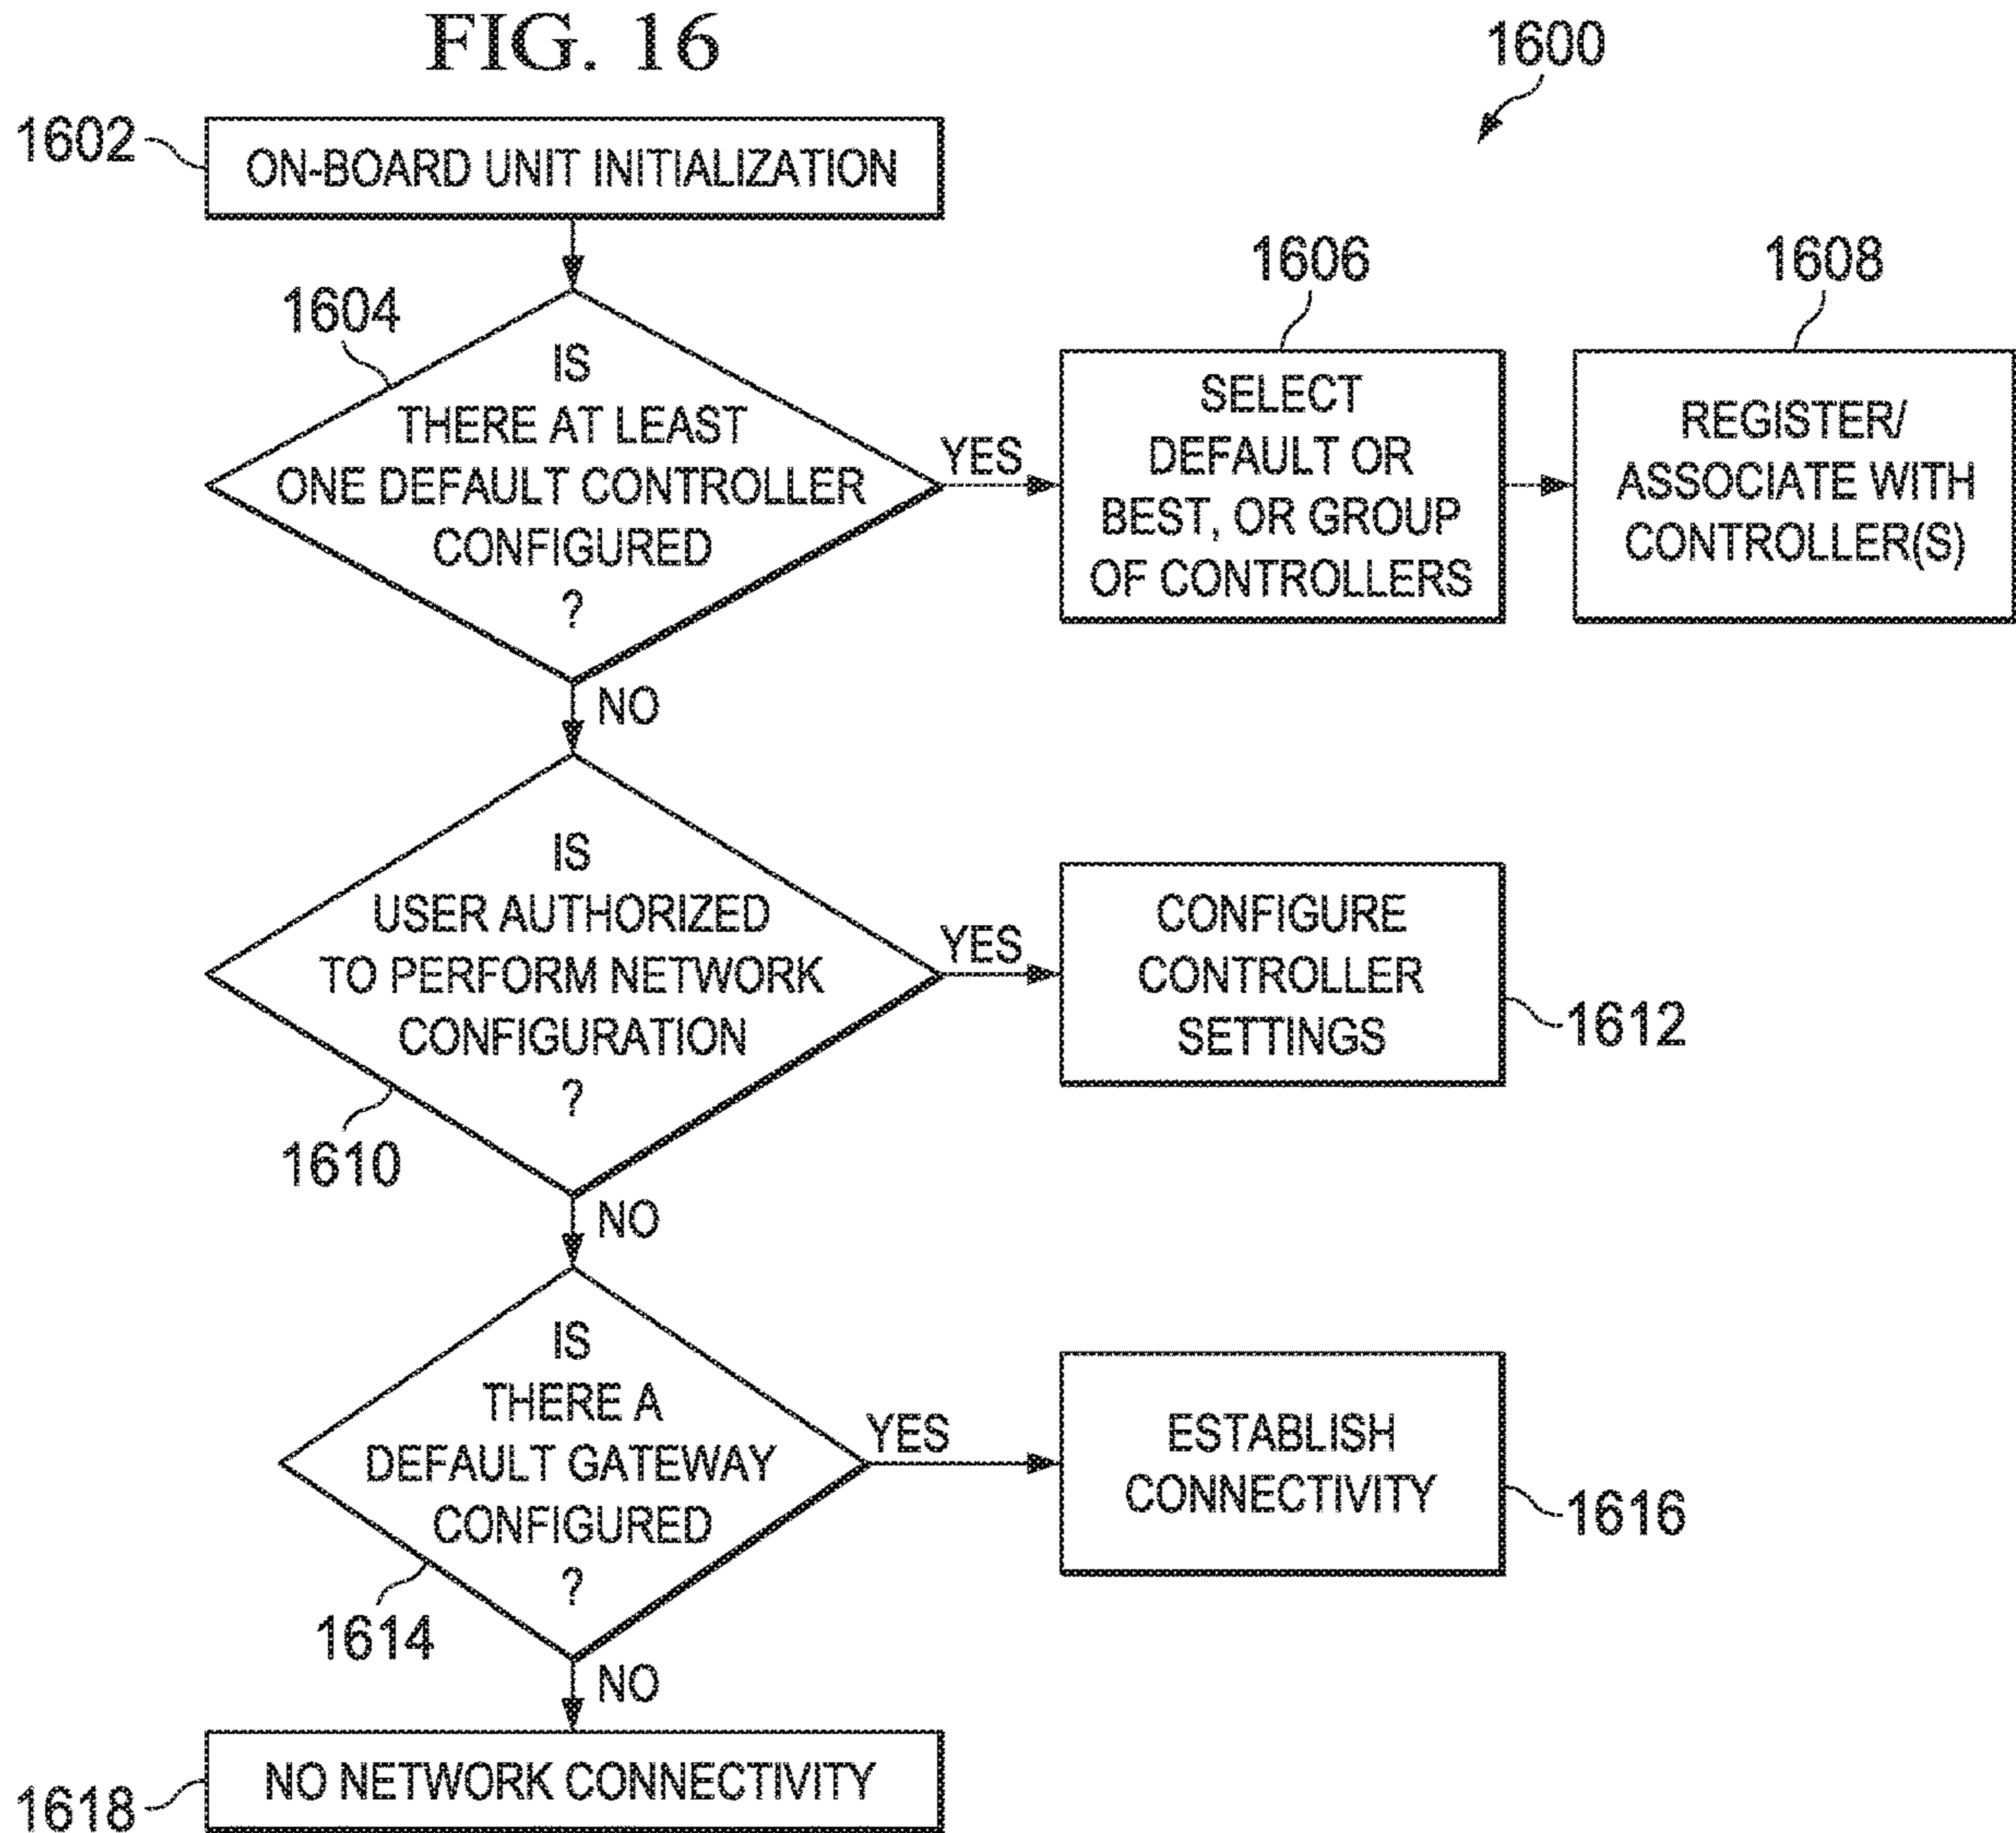 FIG. 16
1600
1602
ON-BOARD UNIT INITIALIZATION
1604
IS
THERE AT LEAST
ONE DEFAULT CONTROLLER
CONFIGURED
?
YES
1606
SELECT
DEFAULT OR
BEST, OR GROUP
OF CONTROLLERS
1608
REGISTER/
ASSOCIATE WITH
CONTROLLER(S)
NO
IS
USER AUTHORIZED
TO PERFORM NETWORK
CONFIGURATION
?
1610
YES
CONFIGURE
CONTROLLER
SETTINGS
1612
NO
IS
THERE A
DEFAULT GATEWAY
CONFIGURED
?
1614
YES
ESTABLISH
CONNECTIVITY
1616
NO
NO NETWORK CONNECTIVITY
1618